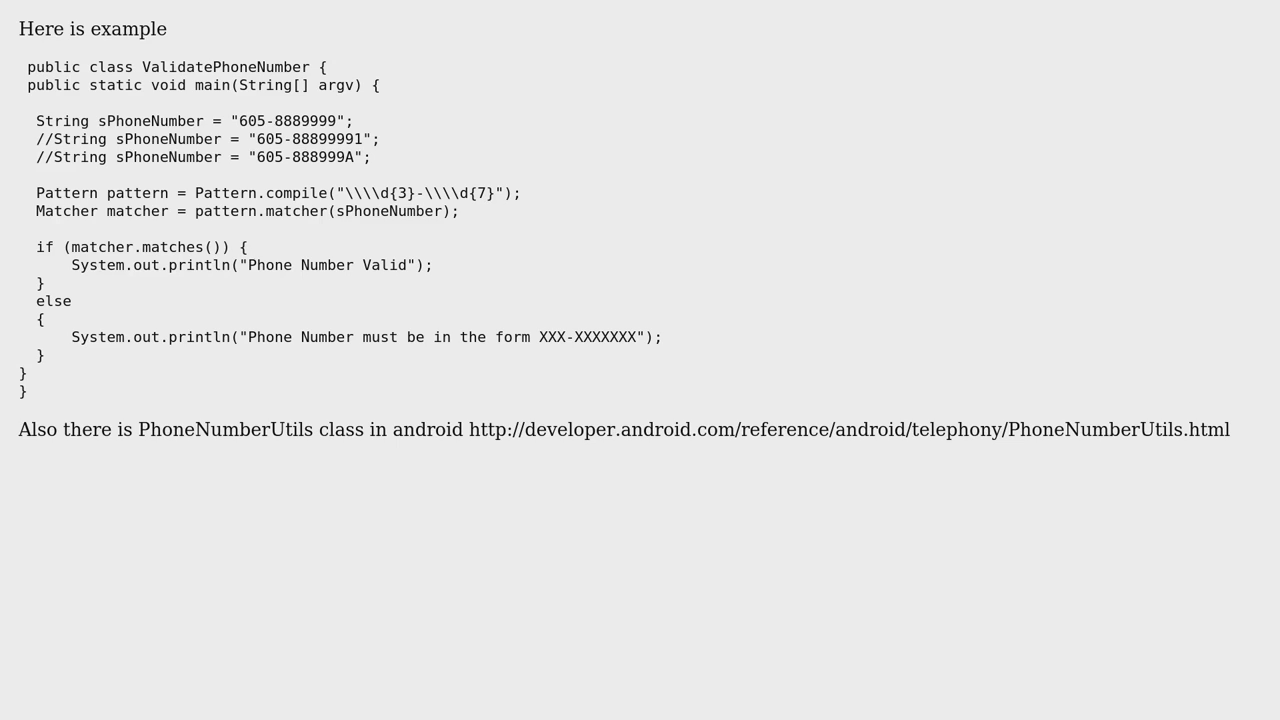 Here is example
public class ValidatePhoneNumber {
public static void main(String[] argv) {
String sPhoneNumber = "605-8889999";
//String sPhoneNumber = "605-88899991";
//String sPhoneNumber = "605-888999A";
Pattern pattern = Pattern.compile("\\\\d{3}-\\\\d{7}");
Matcher matcher = pattern.matcher(sPhoneNumber);
if (matcher.matches()) {
System.out.println("Phone Number Valid");
}
else
{
System.out.println("Phone Number must be in the form XXX-XXXXXXX");
}
}
}
Also there is PhoneNumberUtils class in android http://developer.android.com/reference/android/telephony/PhoneNumberUtils.html